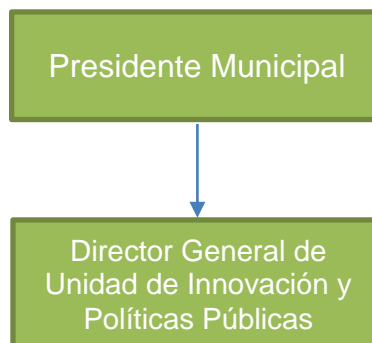 Presidente Municipal
Director General de
Unidad de Innovación y
Políticas Públicas